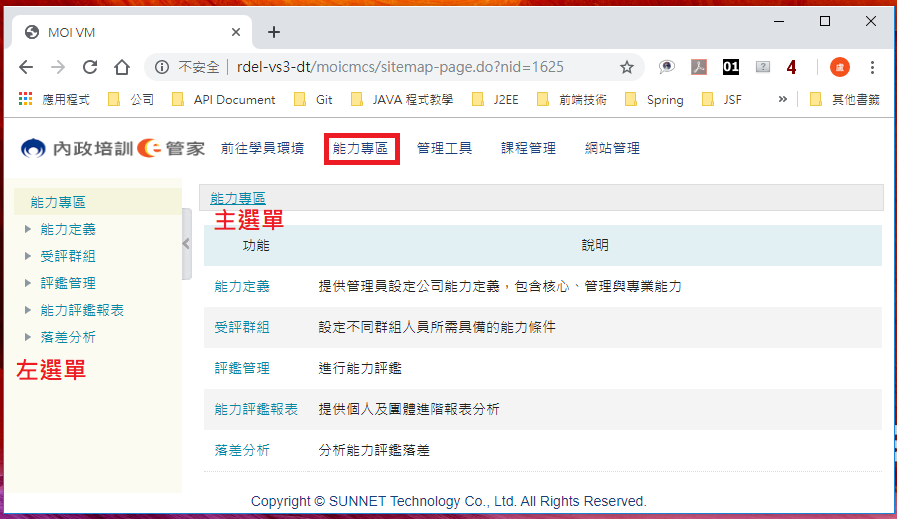 MOI VM
不安全 rdel-vs3-dt/moicmcs/sitemap-page.do?nid=1625 01 4 盧
應用程式 公司 API Document Git JAVA 程式教學 J2EE 前端技術 Spring JSF » 其他書籤
內政培訓e管家 前往學員環境 能力專區 管理工具 課程管理 網站管理
能力專區
能力定義
受評群組
評鑑管理
能力評鑑報表
落差分析
左選單
能力專區
主選單
功能 說明
能力定義 提供管理員設定公司能力定義，包含核心、管理與專業能力
受評群組 設定不同群組人員所需具備的能力條件
評鑑管理 進行能力評鑑
能力評鑑報表 提供個人及團體進階報表分析
落差分析 分析能力評鑑落差
Copyright © SUNNET Technology Co., Ltd. All Rights Reserved.